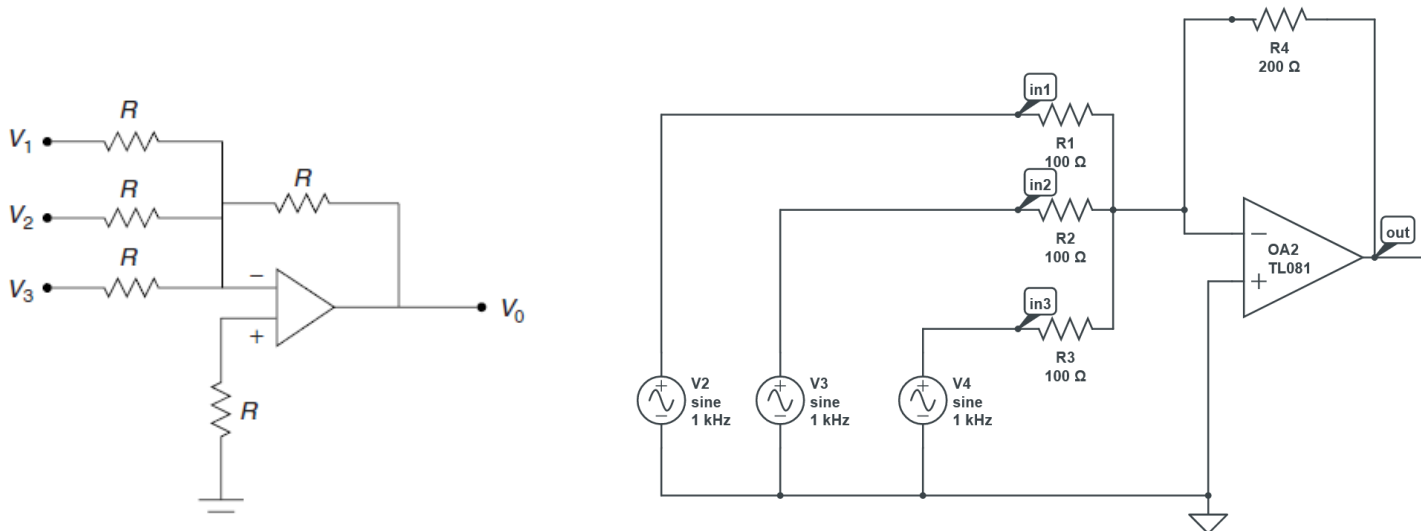 R
V1
R
R
V2
R
V3
−
+
V0
R
R4
200 Ω
in1
R1
100 Ω
in2
R2
100 Ω
in3
R3
100 Ω
−
OA2
TL081
+
out
+
−
V2
sine
1 kHz
+
−
V3
sine
1 kHz
+
−
V4
sine
1 kHz